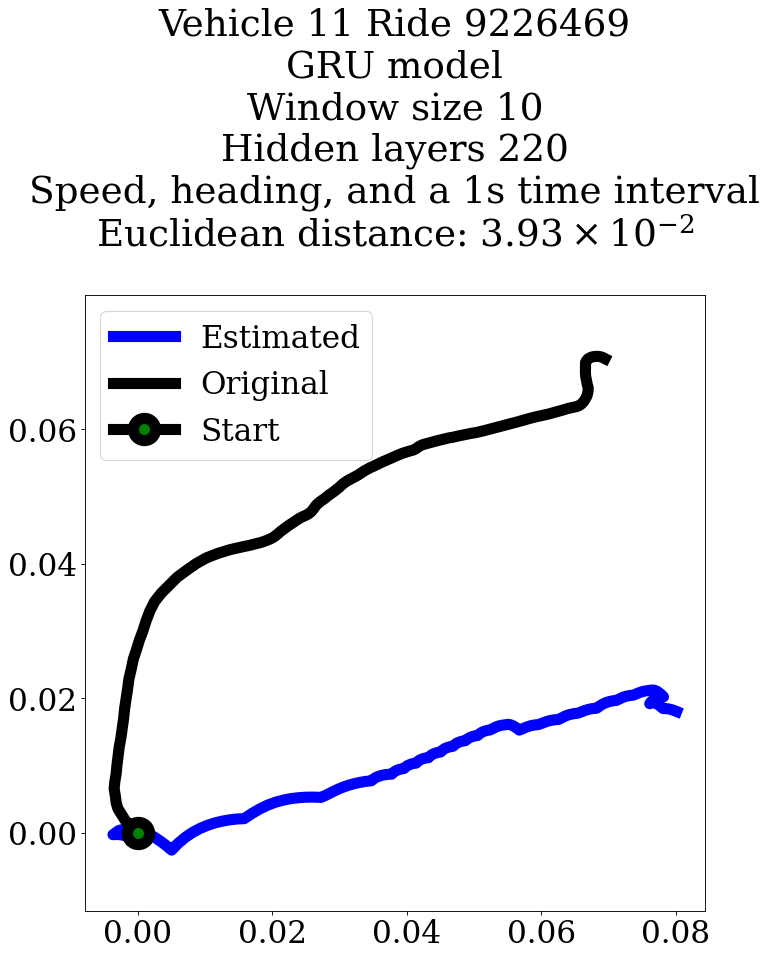 Vehicle 11 Ride 9226469
GRU model
Window size 10
Hidden layers 220
Speed, heading, and a 1s time interval
Euclidean distance: 3.93 × 10⁻²
Estimated
Original
Start
0.06
0.04
0.02
0.00
0.00 0.02 0.04 0.06 0.08